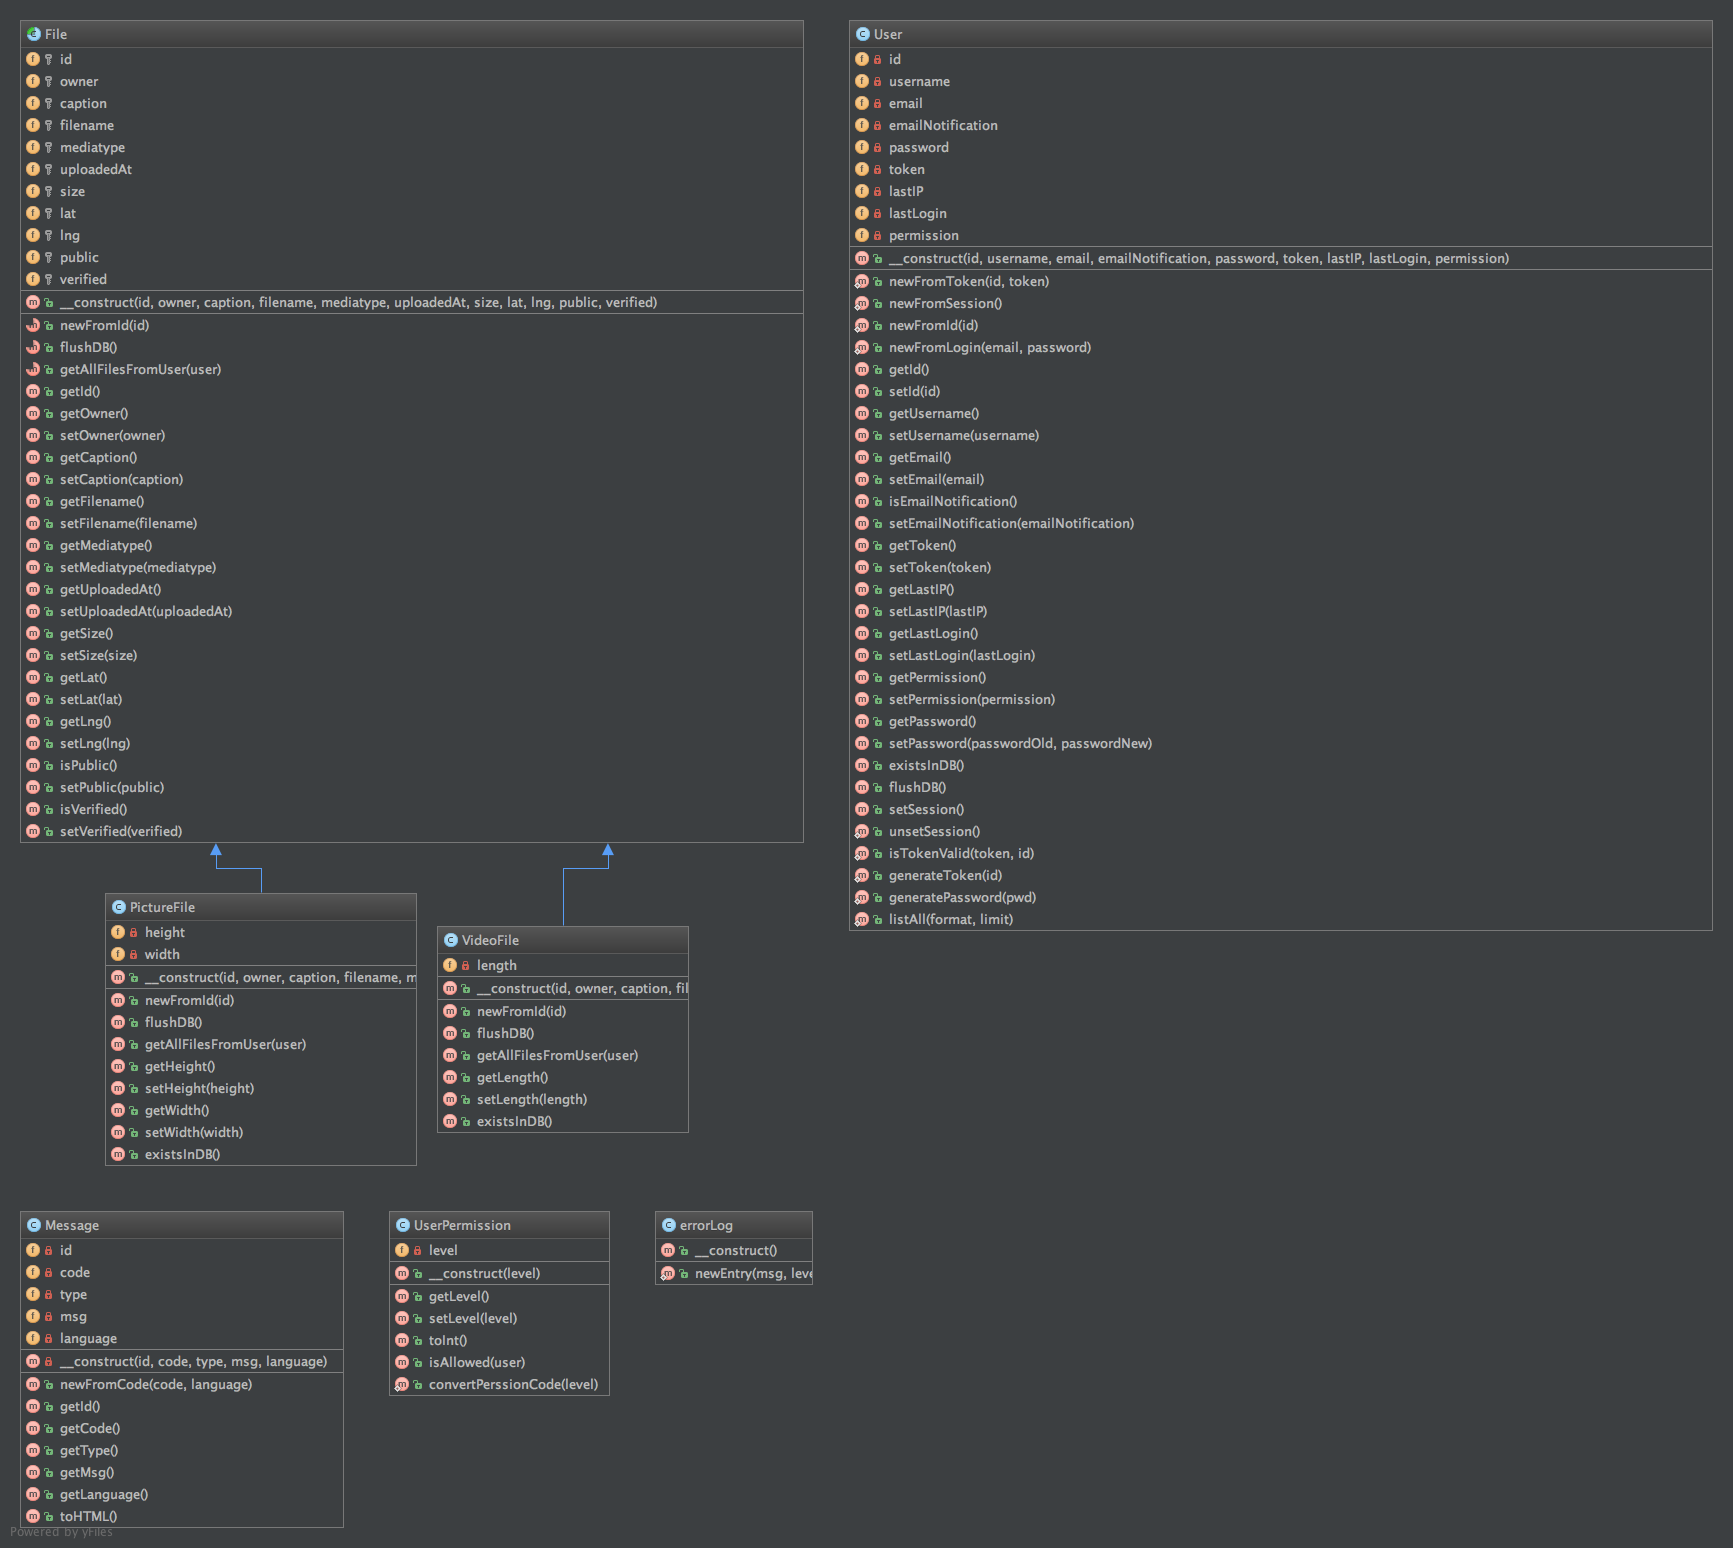 File
id
owner
caption
filename
mediatype
uploadedAt
size
lat
lng
public
verified
__construct(id, owner, caption, filename, mediatype, uploadedAt, size, lat, lng, public, verified)
newFromId(id)
flushDB()
getAllFilesFromUser(user)
getId()
getOwner()
setOwner(owner)
getCaption()
setCaption(caption)
getFilename()
setFilename(filename)
getMediatype()
setMediatype(mediatype)
getUploadedAt()
setUploadedAt(uploadedAt)
getSize()
setSize(size)
getLat()
setLat(lat)
getLng()
setLng(lng)
isPublic()
setPublic(public)
isVerified()
setVerified(verified)
User
id
username
email
emailNotification
password
token
lastIP
lastLogin
permission
__construct(id, username, email, emailNotification, password, token, lastIP, lastLogin, permission)
newFromToken(id, token)
newFromSession()
newFromId(id)
newFromLogin(email, password)
getId()
setId(id)
getUsername()
setUsername(username)
getEmail()
setEmail(email)
isEmailNotification()
setEmailNotification(emailNotification)
getToken()
setToken(token)
getLastIP()
setLastIP(lastIP)
getLastLogin()
setLastLogin(lastLogin)
getPermission()
setPermission(permission)
getPassword()
setPassword(passwordOld, passwordNew)
existsInDB()
flushDB()
setSession()
unsetSession()
isTokenValid(token, id)
generateToken(id)
generatePassword(pwd)
listAll(format, limit)
PictureFile
height
width
__construct(id, owner, caption, filename, m
newFromId(id)
flushDB()
getAllFilesFromUser(user)
getHeight()
setHeight(height)
getWidth()
setWidth(width)
existsInDB()
VideoFile
length
__construct(id, owner, caption, fil
newFromId(id)
flushDB()
getAllFilesFromUser(user)
getLength()
setLength(length)
existsInDB()
Message
id
code
type
msg
language
__construct(id, code, type, msg, language)
newFromCode(code, language)
getId()
getCode()
getType()
getMsg()
getLanguage()
toHTML()
UserPermission
level
__construct(level)
getLevel()
setLevel(level)
toInt()
isAllowed(user)
convertPerssionCode(level)
errorLog
__construct()
newEntry(msg, leve
Powered by yFiles